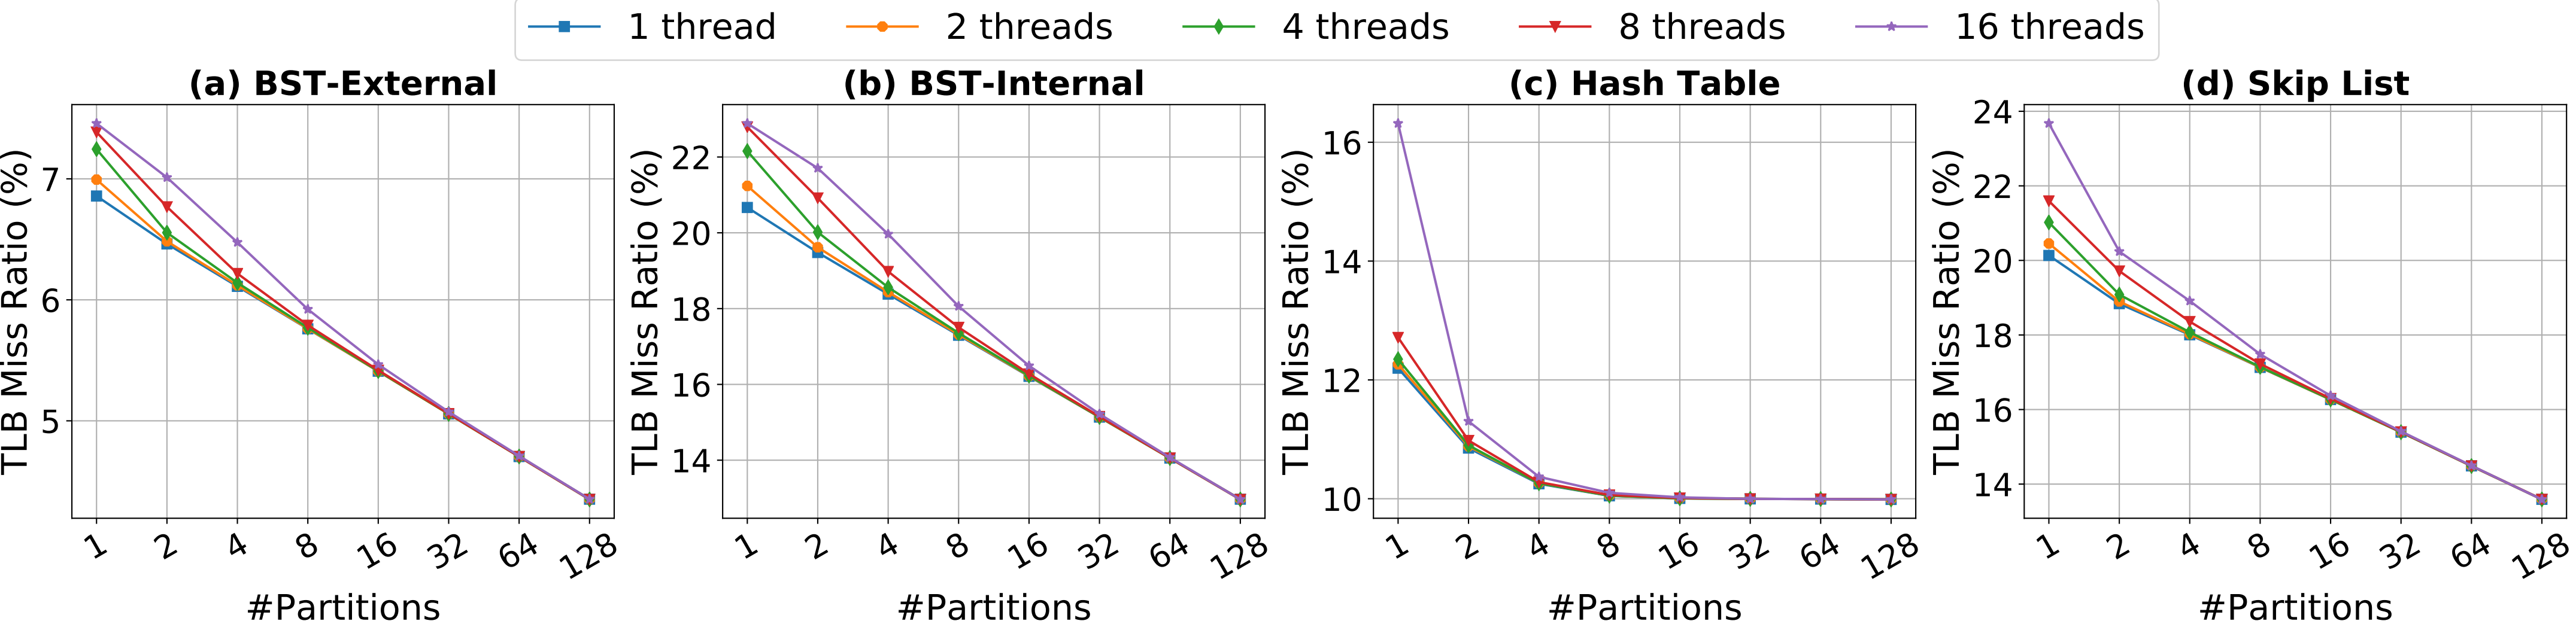 1 thread 2 threads 4 threads 8 threads 16 threads
(a) BST-External
TLB Miss Ratio (%)
7
6
5
1 2 4 8 16 32 64 128
#Partitions
(b) BST-Internal
TLB Miss Ratio (%)
22
20
18
16
14
1 2 4 8 16 32 64 128
#Partitions
(c) Hash Table
TLB Miss Ratio (%)
16
14
12
10
1 2 4 8 16 32 64 128
#Partitions
(d) Skip List
TLB Miss Ratio (%)
24
22
20
18
16
14
1 2 4 8 16 32 64 128
#Partitions